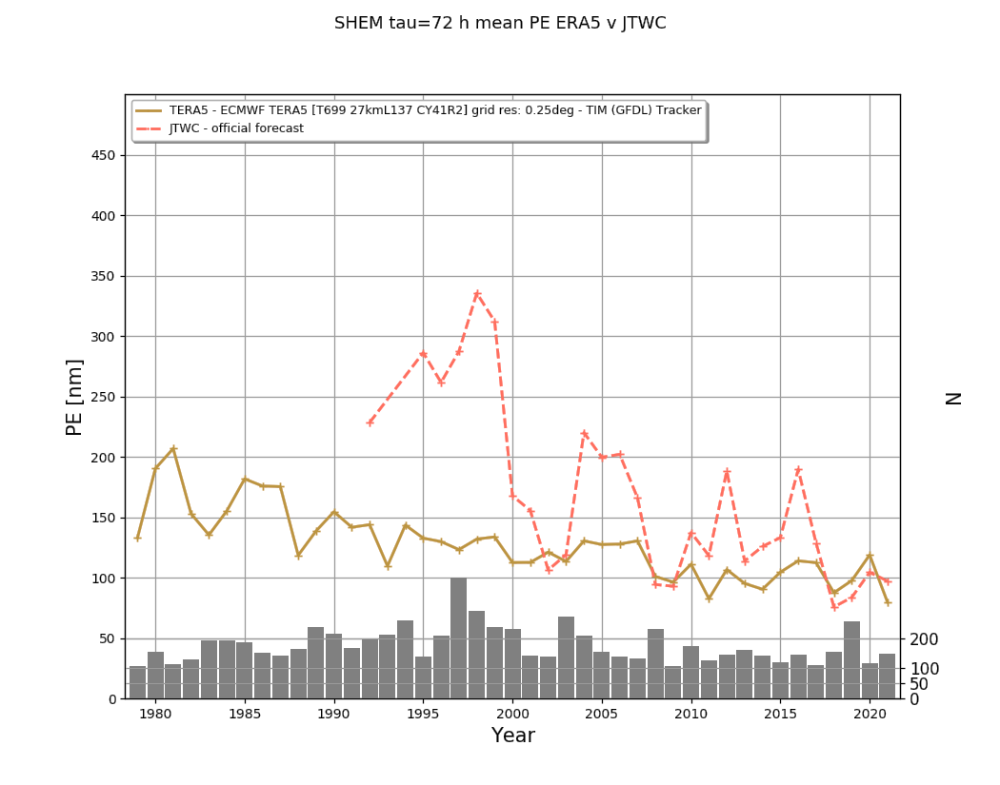 SHEM tau=72 h mean PE ERA5 v JTWC
TERA5 - ECMWF TERA5 [T699 27kmL137 CY41R2] grid res: 0.25deg - TIM (GFDL) Tracker
JTWC - official forecast
450
400
350
300
250
200
150
100
50
0
PE [nm]
200
100
50
0
N
1980 1985 1990 1995 2000 2005 2010 2015 2020
Year